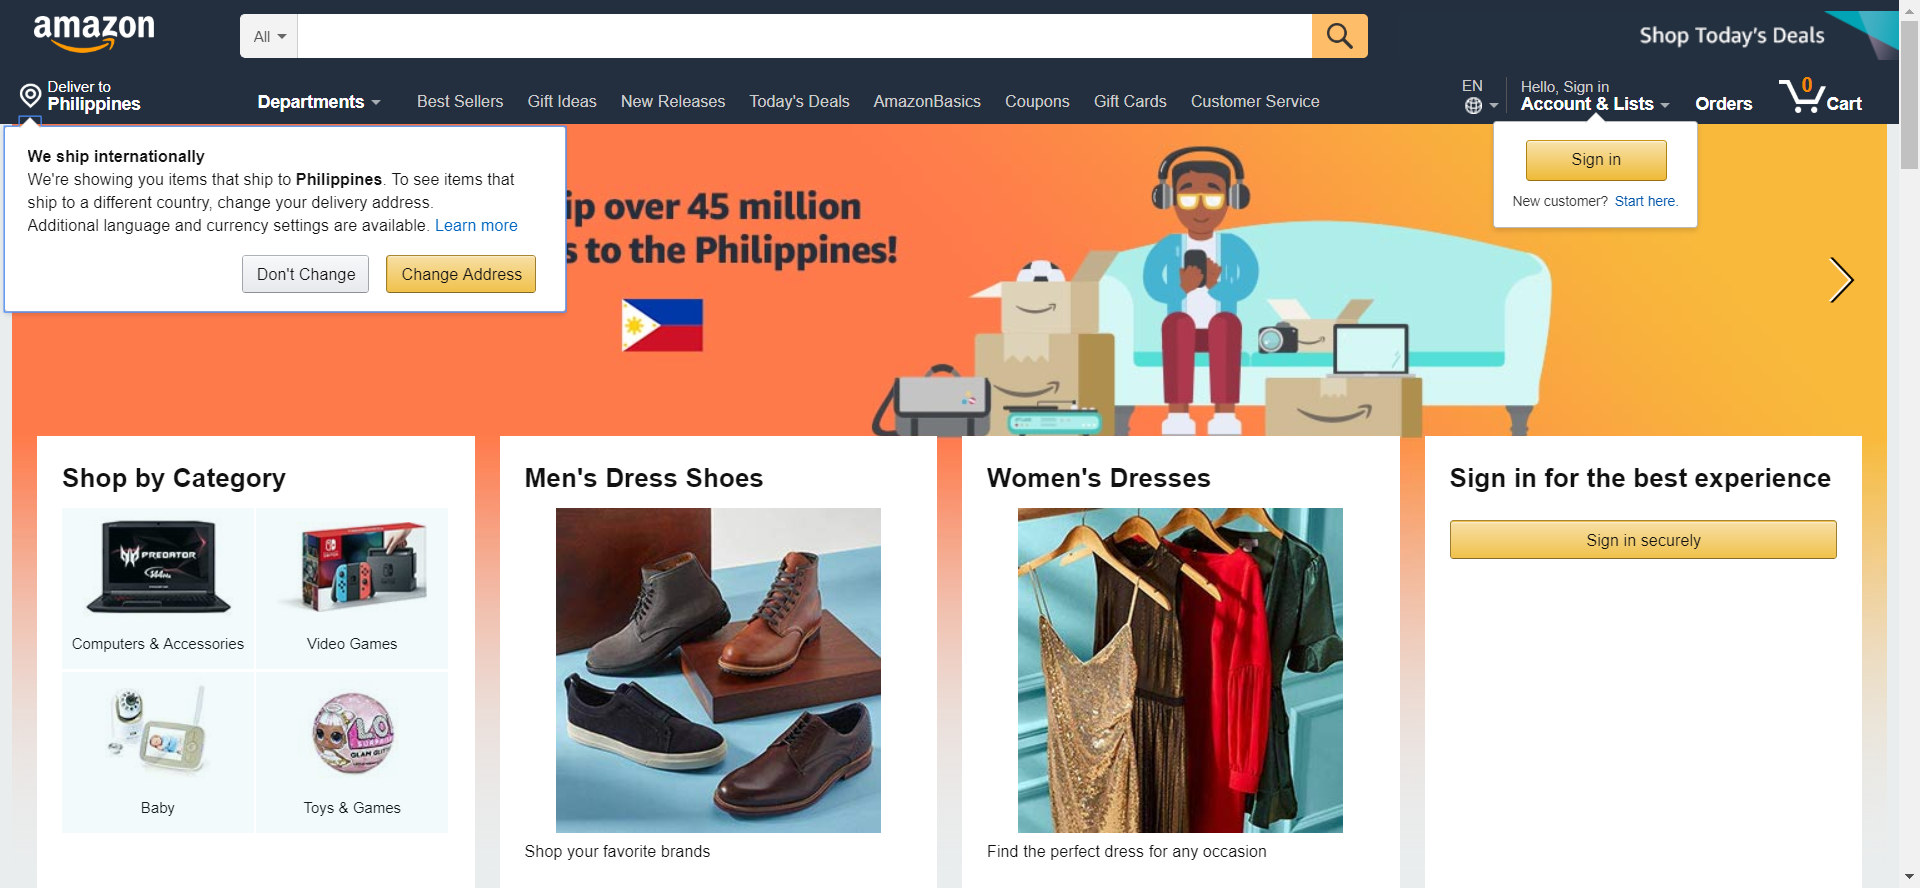 amazon
All
Shop Today's Deals
Deliver to
Philippines
Departments
Best Sellers
Gift Ideas
New Releases
Today's Deals
AmazonBasics
Coupons
Gift Cards
Customer Service
EN
Hello, Sign in
Account & Lists
Orders
0
Cart
We ship internationally
We're showing you items that ship to Philippines. To see items that
ship to a different country, change your delivery address.
Additional language and currency settings are available. Learn more
Don't Change
Change Address
Sign in
New customer? Start here.
ip over 45 million
s to the Philippines!
Shop by Category
PREDATOR
144Hz
Computers & Accessories
Video Games
Baby
L.O.L.
SURPRISE
GLAM GLITTER
Toys & Games
Men's Dress Shoes
Shop your favorite brands
Women's Dresses
Find the perfect dress for any occasion
Sign in for the best experience
Sign in securely